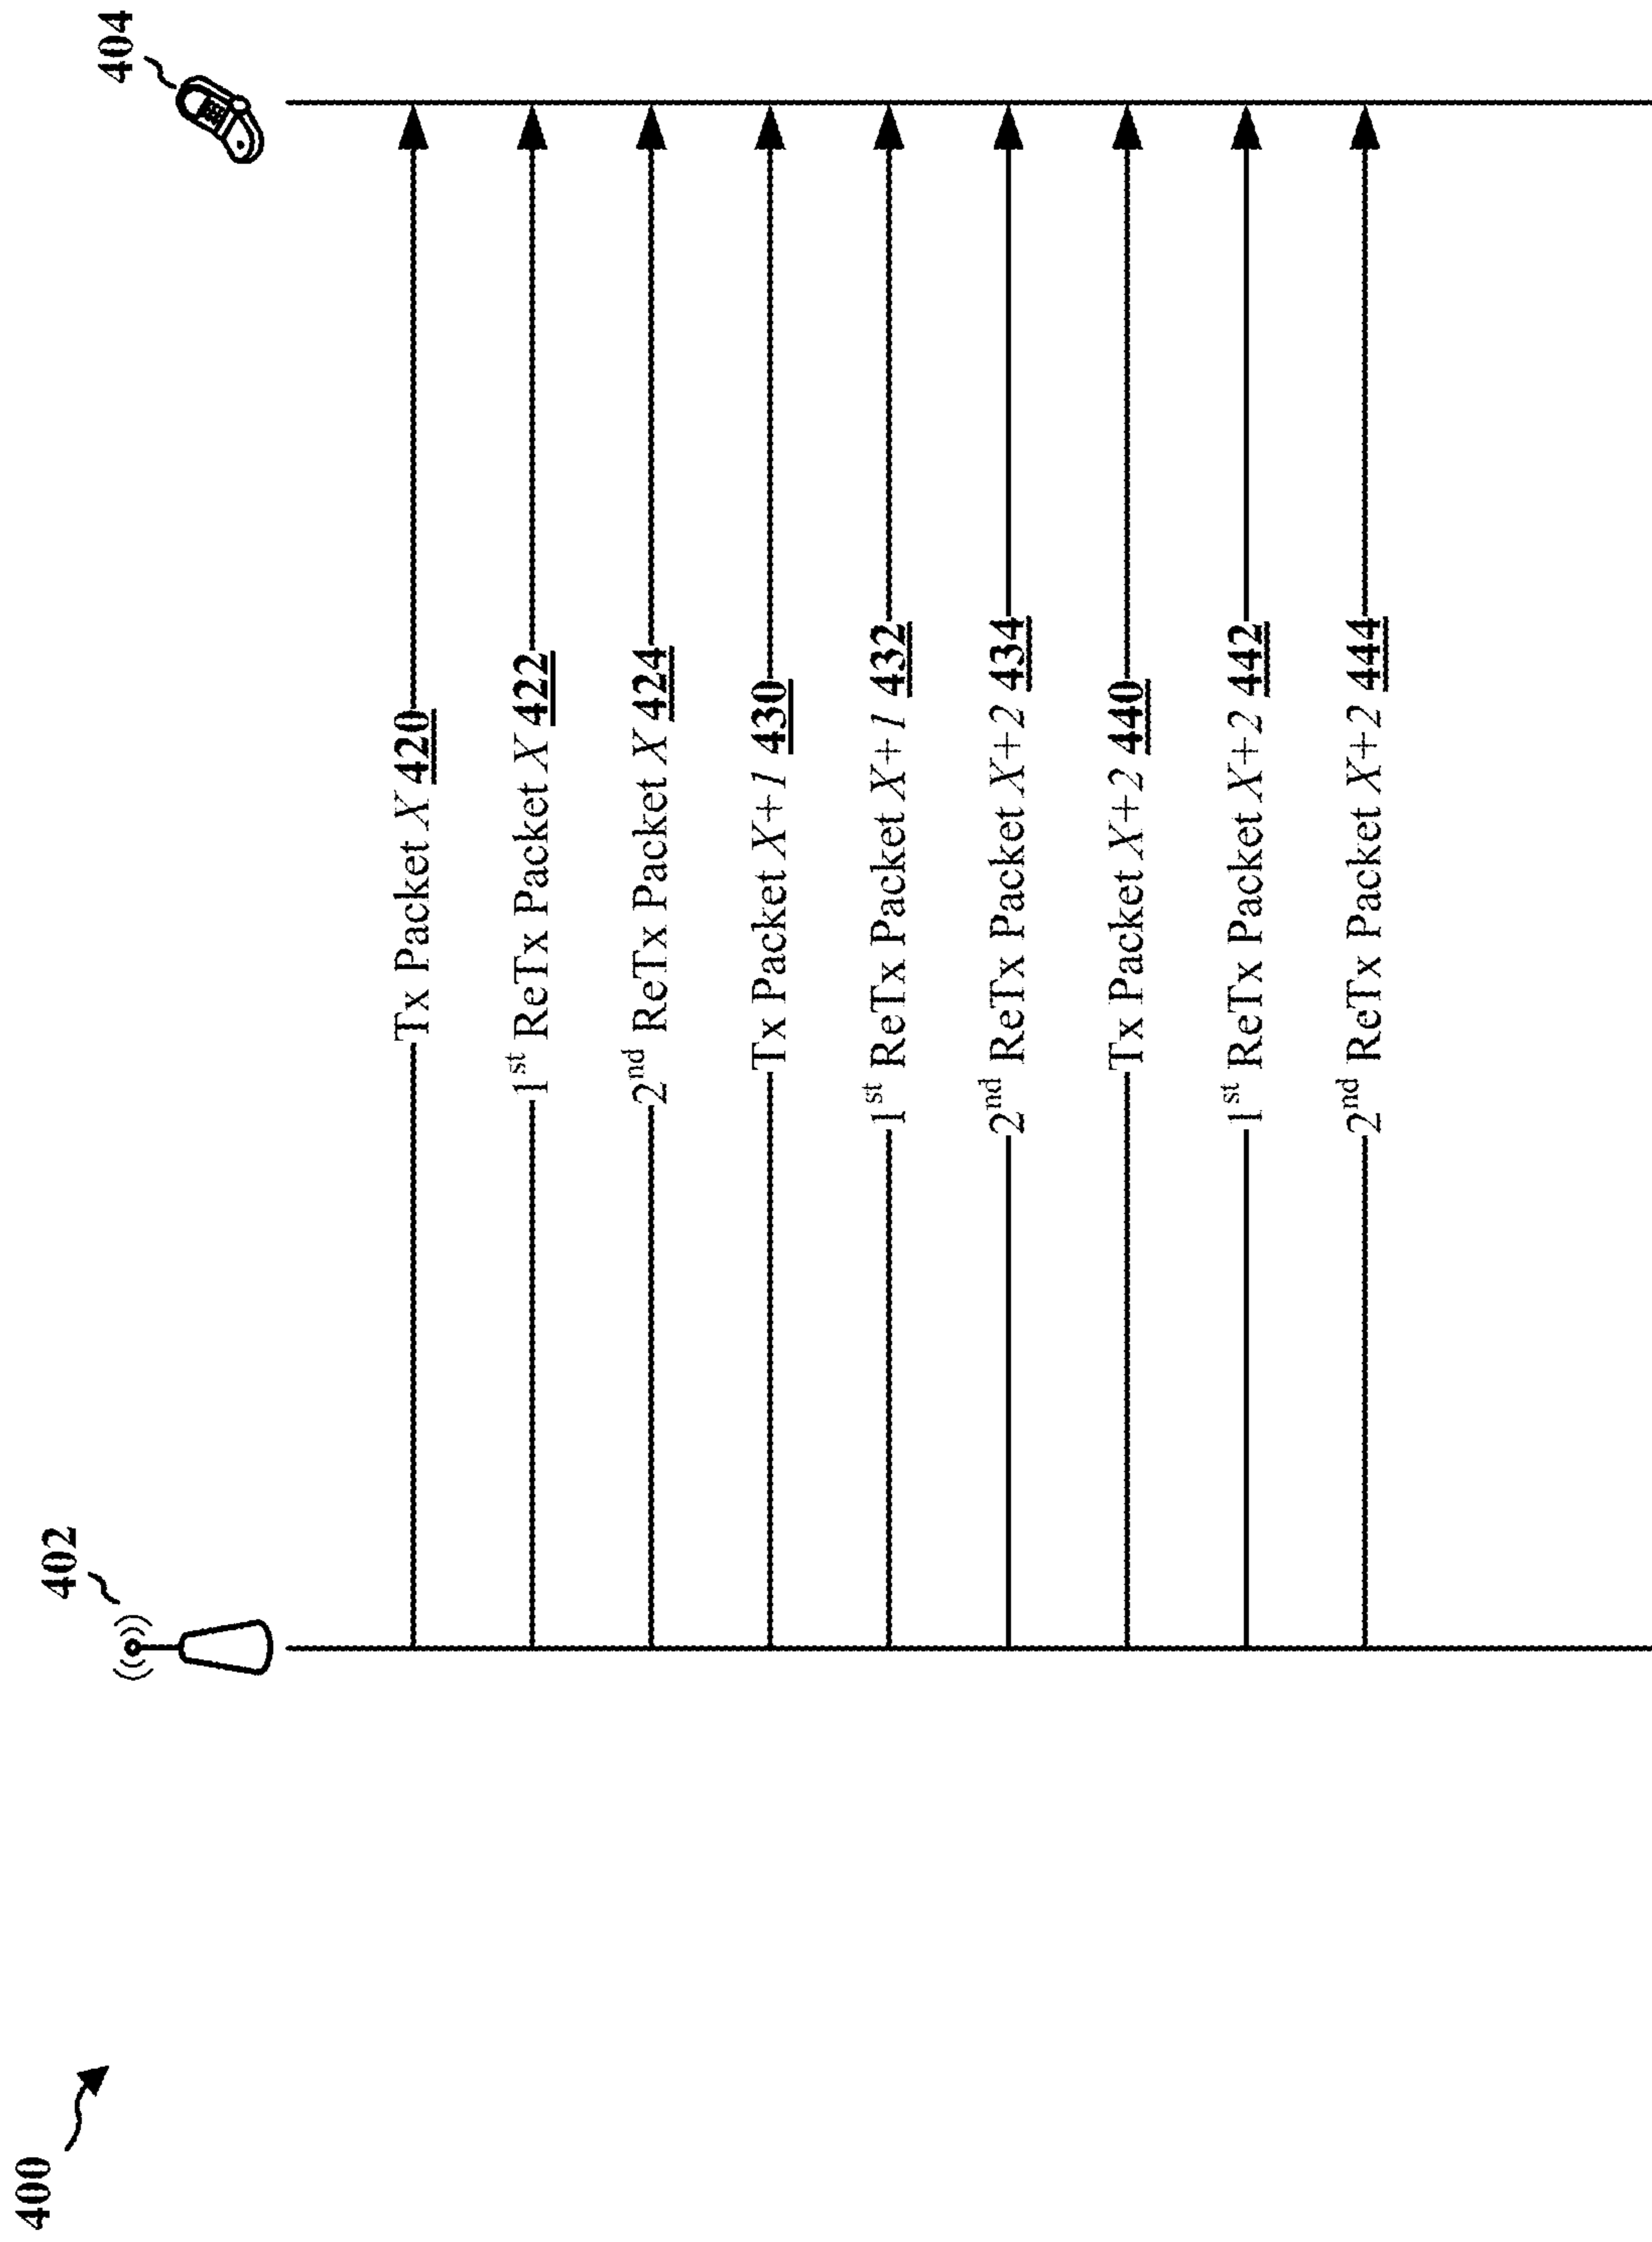 400
402
404
Tx Packet X 420
1st ReTx Packet X 422
2nd ReTx Packet X 424
Tx Packet X+1 430
1st ReTx Packet X+1 432
2nd ReTx Packet X+2 434
Tx Packet X+2 440
1st ReTx Packet X+2 442
2nd ReTx Packet X+2 444